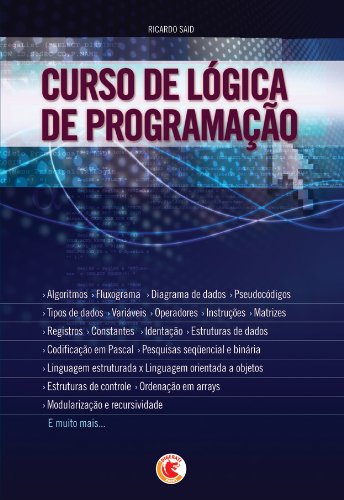 RICARDO SAID
CURSO DE LÓGICA
DE PROGRAMAÇÃO
› Algoritmos › Fluxograma › Diagrama de dados › Pseudocódigos
› Tipos de dados › Variáveis › Operadores › Instruções › Matrizes
› Registros › Constantes › Identação › Estruturas de dados
› Codificação em Pascal › Pesquisas seqüencial e binária
› Linguagem estruturada x Linguagem orientada a objetos
› Estruturas de controle › Ordenação em arrays
› Modularização e recursividade
E muito mais...
DIGERATI